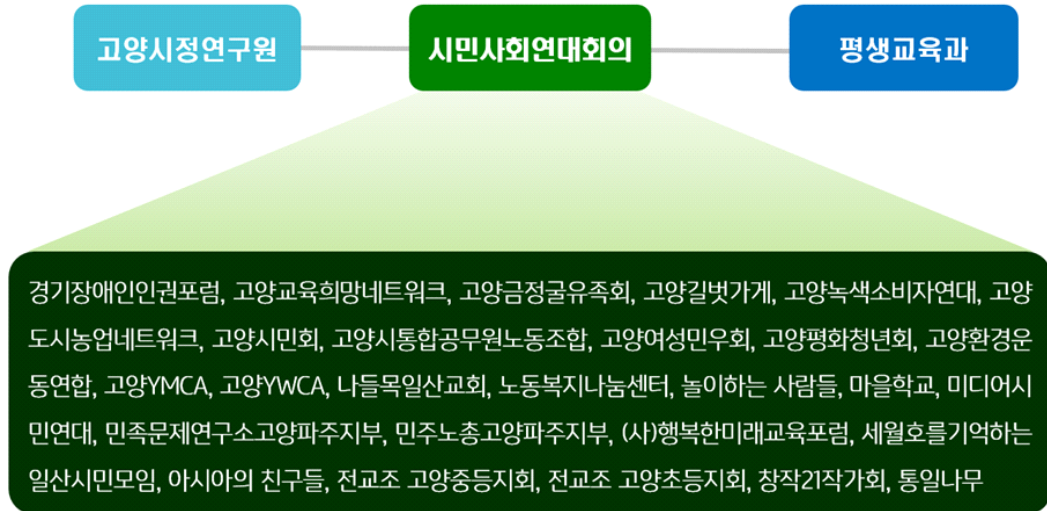 고양시정연구원
시민사회연대회의
평생교육과
경기장애인인권포럼, 고양교육희망네트워크, 고양금정굴유족회, 고양길벗가게, 고양녹색소비자연대, 고양
도시농업네트워크, 고양시민회, 고양시통합공무원노동조합, 고양여성민우회, 고양평화청년회, 고양환경운
동연합, 고양YMCA, 고양YWCA, 나들목일산교회, 노동복지나눔센터, 놀이하는 사람들, 마을학교, 미디어시
민연대, 민족문제연구소고양파주지부, 민주노총고양파주지부, (사)행복한미래교육포럼, 세월호를기억하는
일산시민모임, 아시아의 친구들, 전교조 고양중등지회, 전교조 고양초등지회, 창작21작가회, 통일나무